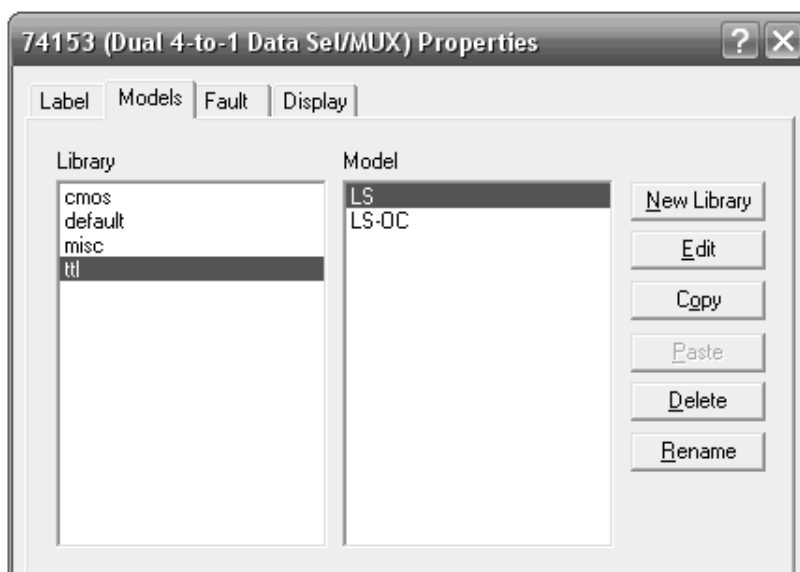 74153 (Dual 4-to-1 Data Sel/MUX) Properties
?
Label Models Fault Display
Library
cmos
default
misc
ttl
Model
LS
LS-OC
New Library
Edit
Copy
Paste
Delete
Rename